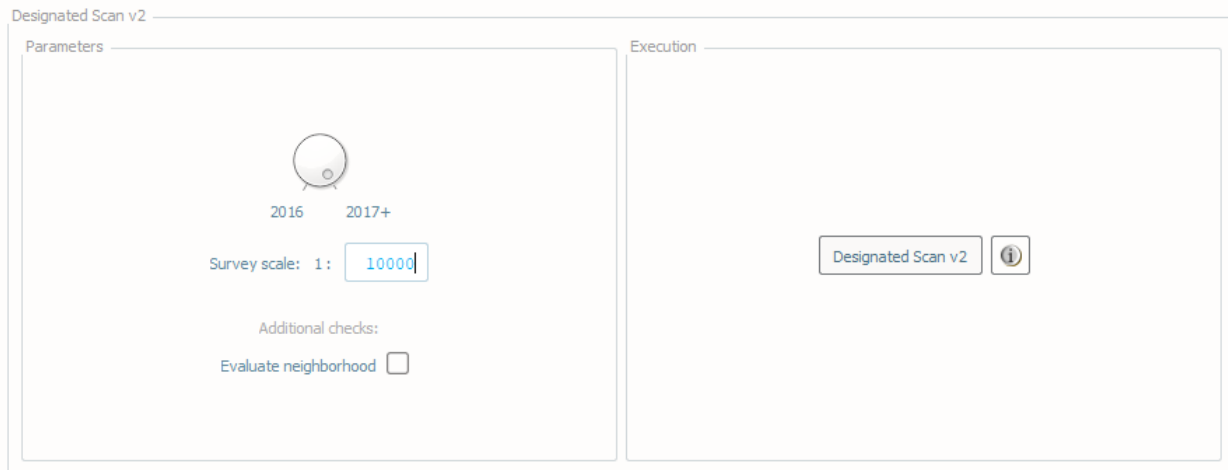 Designated Scan v2
Parameters
Execution
2016 2017+
Survey scale: 1: 10000
Designated Scan v2
Additional checks:
Evaluate neighborhood